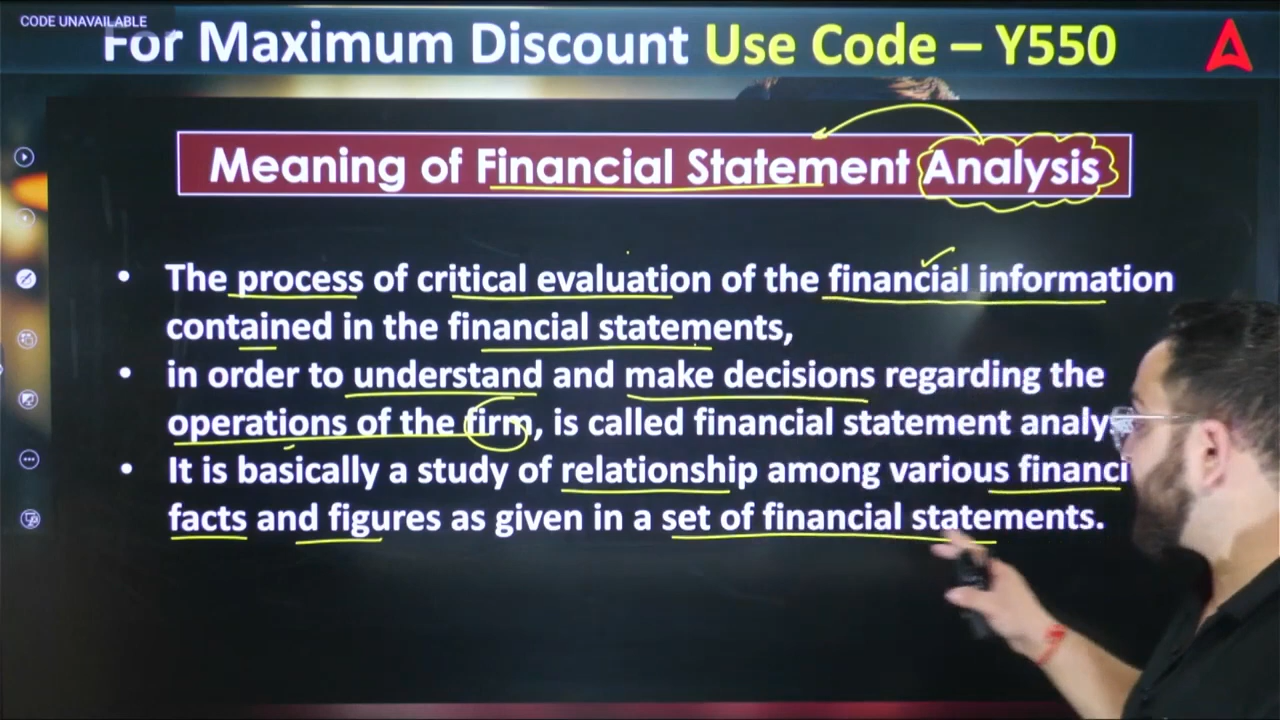 CODE UNAVAILABLE
For Maximum Discount Use Code – Y550
Meaning of Financial Statement Analysis
• The process of critical evaluation of the financial information
contained in the financial statements,
• in order to understand and make decisions regarding the
operations of the firm, is called financial statement analy
• It is basically a study of relationship among various financi
facts and figures as given in a set of financial statements.